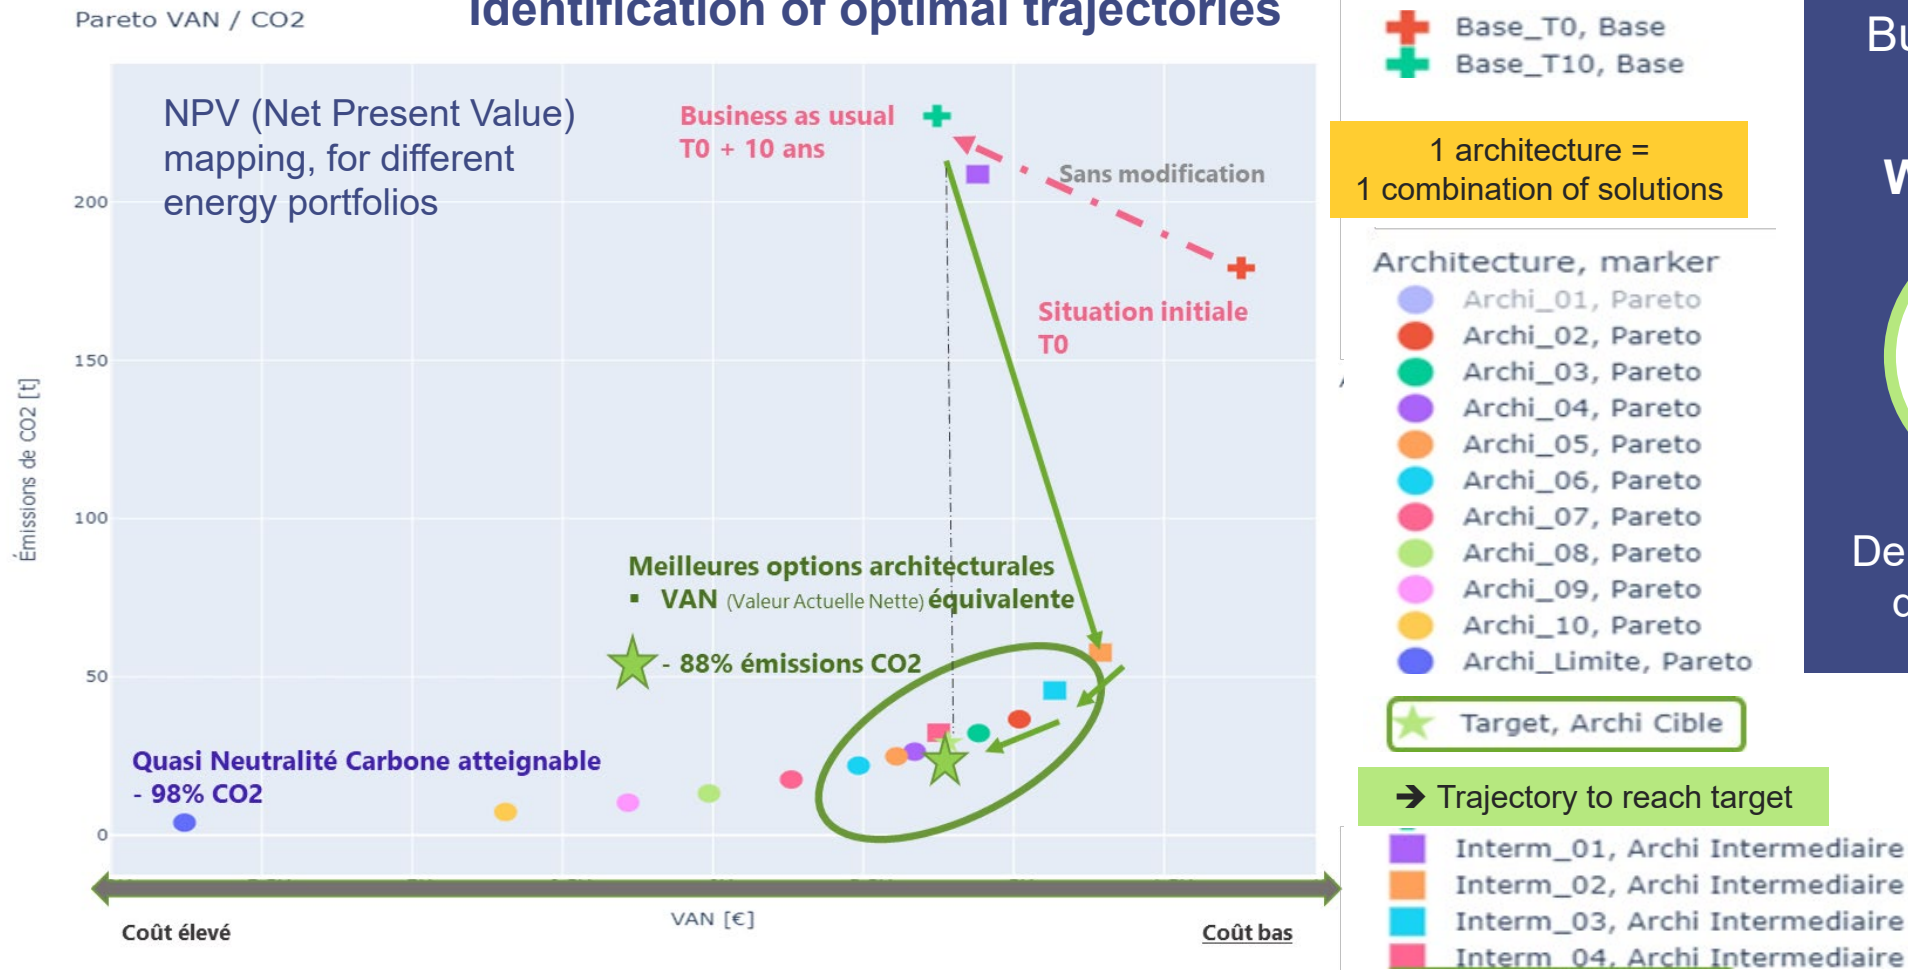 Identification of optimal trajectories
Pareto VAN / CO2
NPV (Net Present Value)
mapping, for different
energy portfolios
Business as usual
T0 + 10 ans
Sans modification
Situation initiale
T0
200
150
100
50
0
Émissions de CO2 [t]
Meilleures options architecturales
▪ VAN (Valeur Actuelle Nette) équivalente
- 88% émissions CO2
Quasi Neutralité Carbone atteignable
- 98% CO2
VAN [€]
Coût élevé
Coût bas
Base_T0, Base
Base_T10, Base
1 architecture =
1 combination of solutions
Architecture, marker
Archi_01, Pareto
Archi_02, Pareto
Archi_03, Pareto
Archi_04, Pareto
Archi_05, Pareto
Archi_06, Pareto
Archi_07, Pareto
Archi_08, Pareto
Archi_09, Pareto
Archi_10, Pareto
Archi_Limite, Pareto
Target, Archi Cible
➔ Trajectory to reach target
Interm_01, Archi Intermediaire
Interm_02, Archi Intermediaire
Interm_03, Archi Intermediaire
Interm_04, Archi Intermediaire